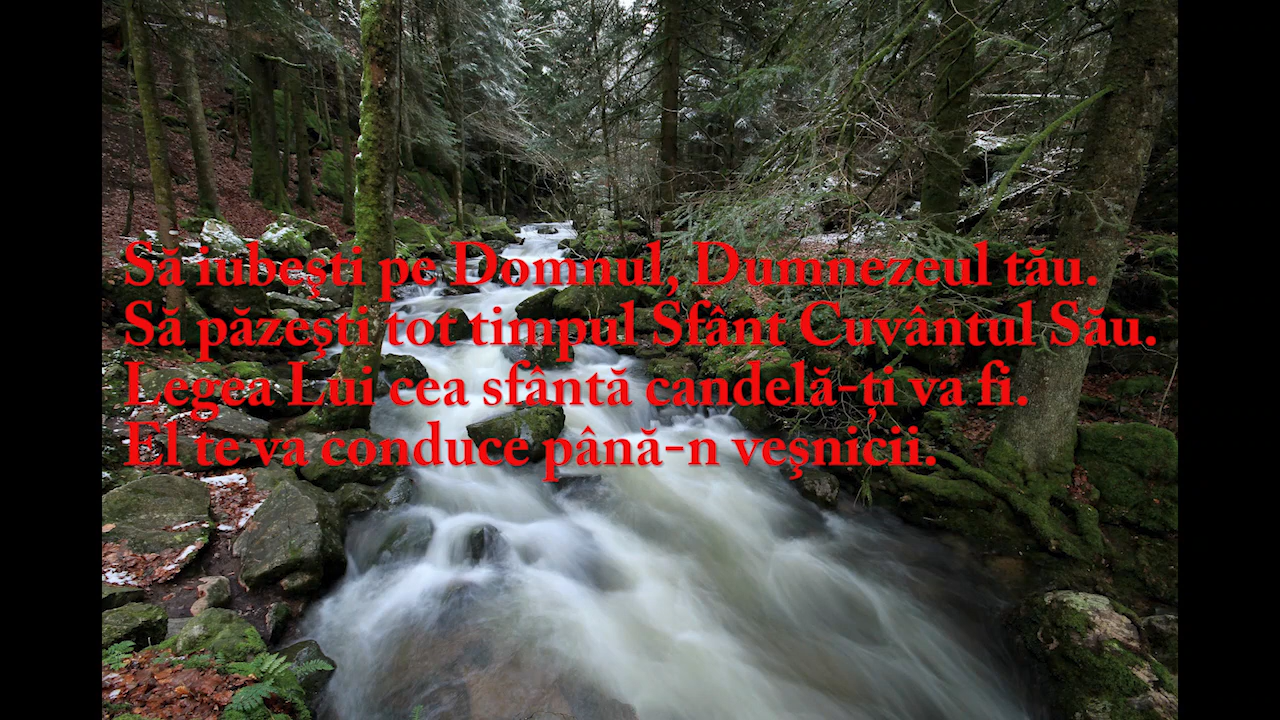 Să iubeşti pe Domnul, Dumnezeul tău.
Să păzeşti tot timpul Sfânt Cuvântul Său.
Legea Lui cea sfântă candelă-ți va fi.
El te va conduce până-n veşnicii.